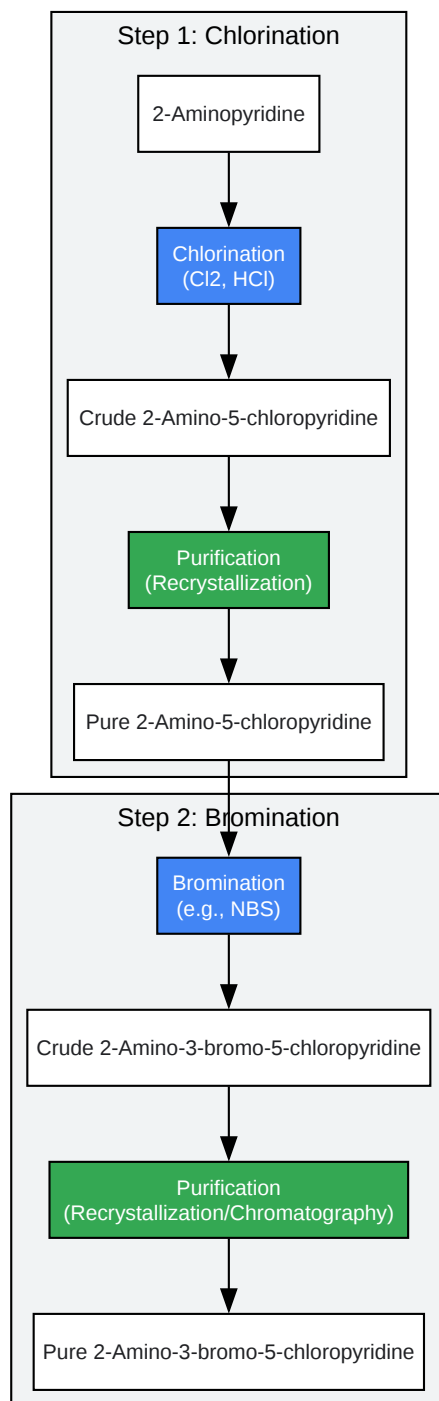 Step 1: Chlorination
2-Aminopyridine
Chlorination
(Cl2, HCl)
Crude 2-Amino-5-chloropyridine
Purification
(Recrystallization)
Pure 2-Amino-5-chloropyridine
Step 2: Bromination
Bromination
(e.g., NBS)
Crude 2-Amino-3-bromo-5-chloropyridine
Purification
(Recrystallization/Chromatography)
Pure 2-Amino-3-bromo-5-chloropyridine